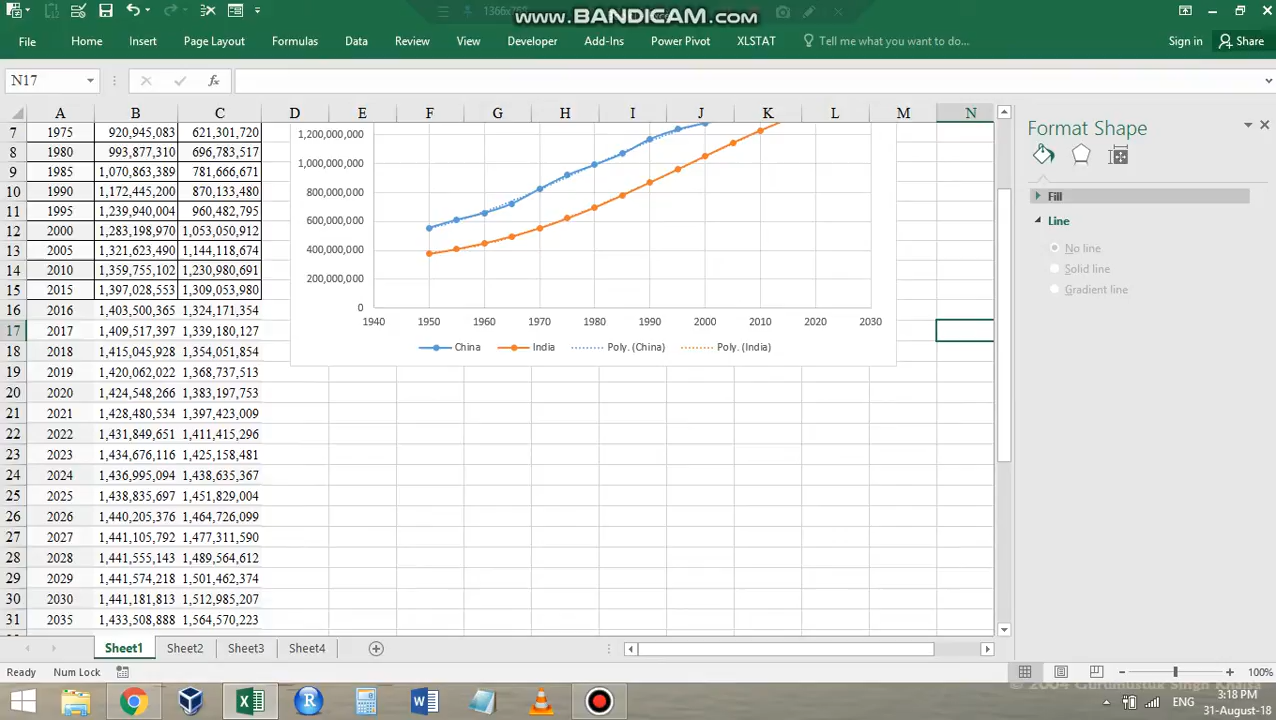 1366x768
www.BANDICAM.com
File Home Insert Page Layout Formulas Data Review View Developer Add-Ins Power Pivot XLSTAT Tell me what you want to do... Sign in Share
N17 fx
A B C D E F G H I J K L M N
7 1975 920,945,083 621,301,720
8 1980 993,877,310 696,783,517
9 1985 1,070,863,389 781,666,671
10 1990 1,172,445,200 870,133,480
11 1995 1,239,940,004 960,482,795
12 2000 1,283,198,970 1,053,050,912
13 2005 1,321,623,490 1,144,118,674
14 2010 1,359,755,102 1,230,980,691
15 2015 1,397,028,553 1,309,053,980
16 2016 1,403,500,365 1,324,171,354
17 2017 1,409,517,397 1,339,180,127
18 2018 1,415,045,928 1,354,051,854
19 2019 1,420,062,022 1,368,737,513
20 2020 1,424,548,266 1,383,197,753
21 2021 1,428,480,534 1,397,423,009
22 2022 1,431,849,651 1,411,415,296
23 2023 1,434,676,116 1,425,158,481
24 2024 1,436,995,094 1,438,635,367
25 2025 1,438,835,697 1,451,829,004
26 2026 1,440,205,376 1,464,726,099
27 2027 1,441,105,792 1,477,311,590
28 2028 1,441,555,143 1,489,564,612
29 2029 1,441,574,218 1,501,462,374
30 2030 1,441,181,813 1,512,985,207
31 2035 1,433,508,888 1,564,570,223
1,200,000,000
1,000,000,000
800,000,000
600,000,000
400,000,000
200,000,000
0
1940 1950 1960 1970 1980 1990 2000 2010 2020 2030
China India Poly. (China) Poly. (India)
Format Shape
Fill
Line
No line
Solid line
Gradient line
Sheet1 Sheet2 Sheet3 Sheet4
Ready Num Lock 100%
© 2004 Gurumustuk Singh Khalsa
ENG 3:18 PM
31-August-18